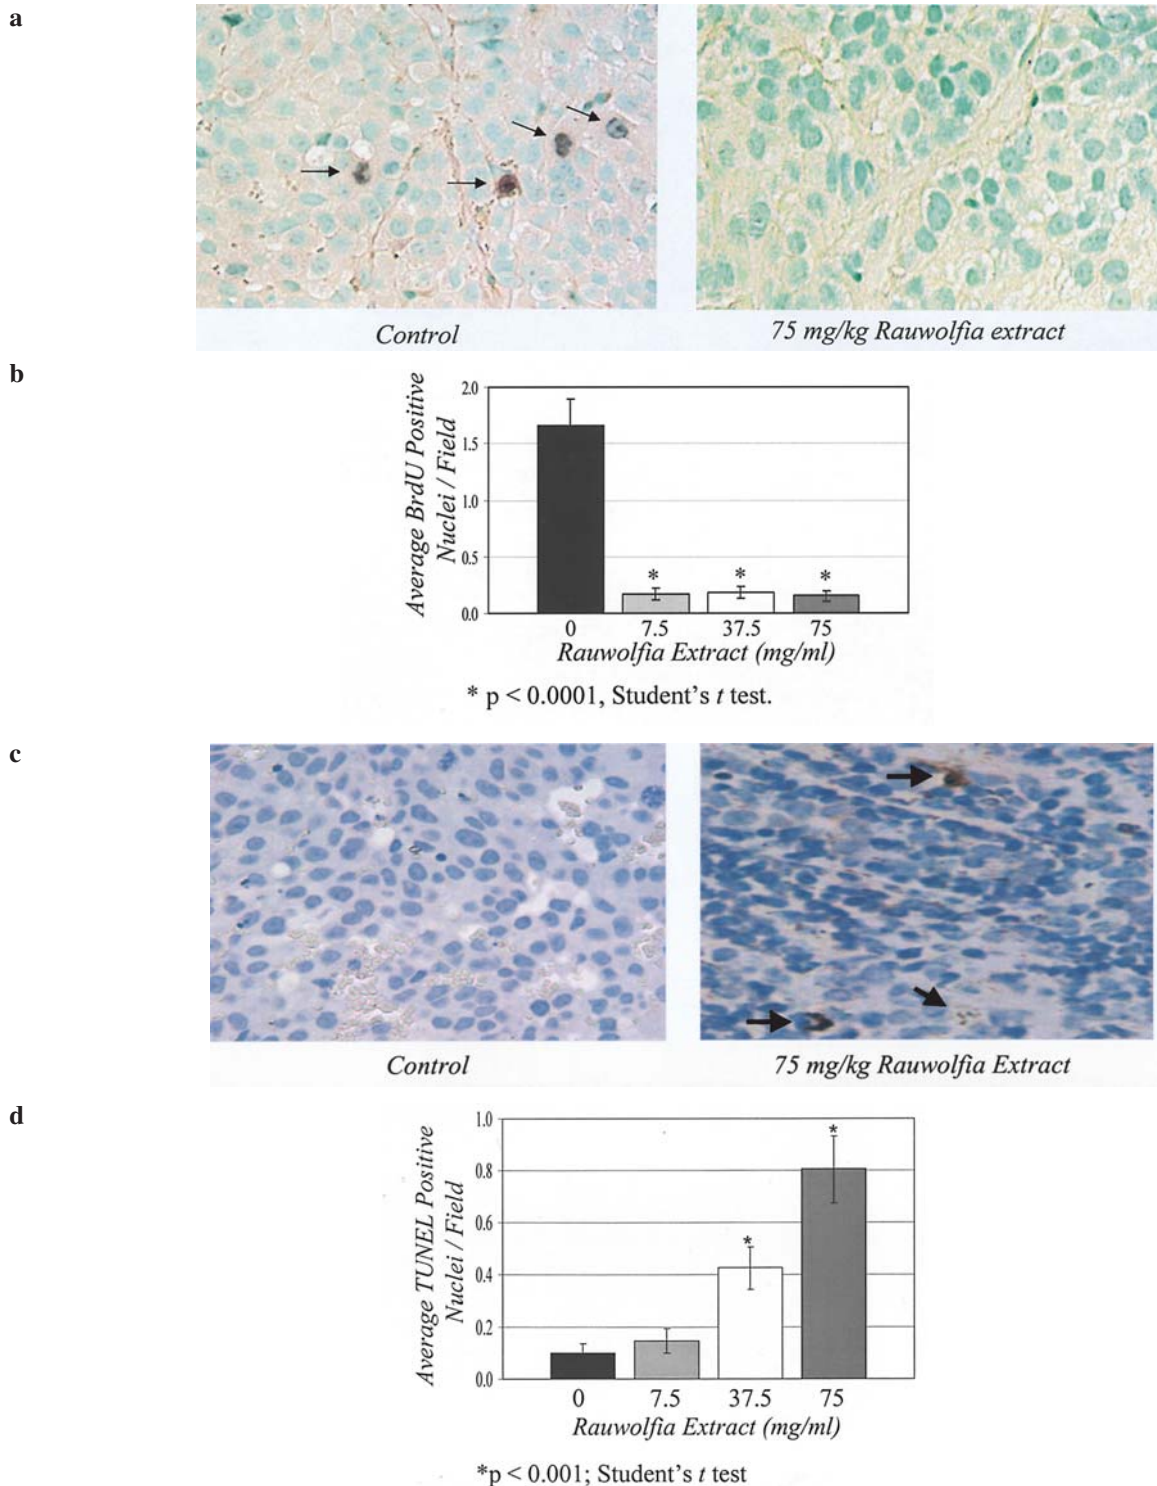 a
Control
75 mg/kg Rauwolfia extract
b
Average BrdU Positive
Nuclei / Field
2.0
1.5
1.0
0.5
0.0
*
*
*
0
7.5
37.5
75
Rauwolfia Extract (mg/ml)
* p < 0.0001, Student's t test.
c
Control
75 mg/kg Rauwolfia Extract
d
Average TUNEL Positive
Nuclei / Field
1.0
0.8
0.6
0.4
0.2
0.0
*
*
0
7.5
37.5
75
Rauwolfia Extract (mg/ml)
*p < 0.001; Student's t test